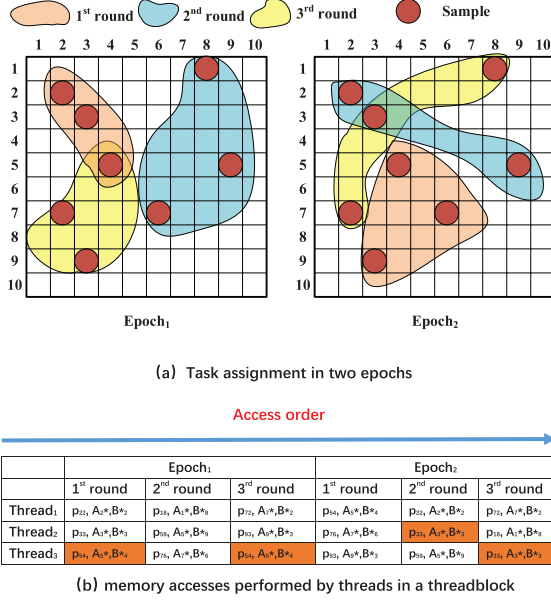 1st round 2nd round 3rd round Sample
1 2 3 4 5 6 7 8 9 10 1 2 3 4 5 6 7 8 9 10
1 1
2 2
3 3
4 4
5 5
6 6
7 7
8 8
9 9
10 10
Epoch1 Epoch2
(a) Task assignment in two epochs
Access order
Epoch1 Epoch2
1st round 2nd round 3rd round 1st round 2nd round 3rd round
Thread1 p22, A2*,B*2 p18, A1*,B*8 p72, A7*,B*2 p54, A5*,B*4 p22, A2*,B*2 p72, A7*,B*2
Thread2 p33, A3*,B*3 p59, A5*,B*9 p93, A9*,B*3 p76, A7*,B*6 p33, A3*,B*3 p18, A1*,B*8
Thread3 p54, A5*,B*4 p76, A7*,B*6 p54, A5*,B*4 p93, A9*,B*3 p59, A5*,B*9 p33, A3*,B*3
(b) memory accesses performed by threads in a threadblock